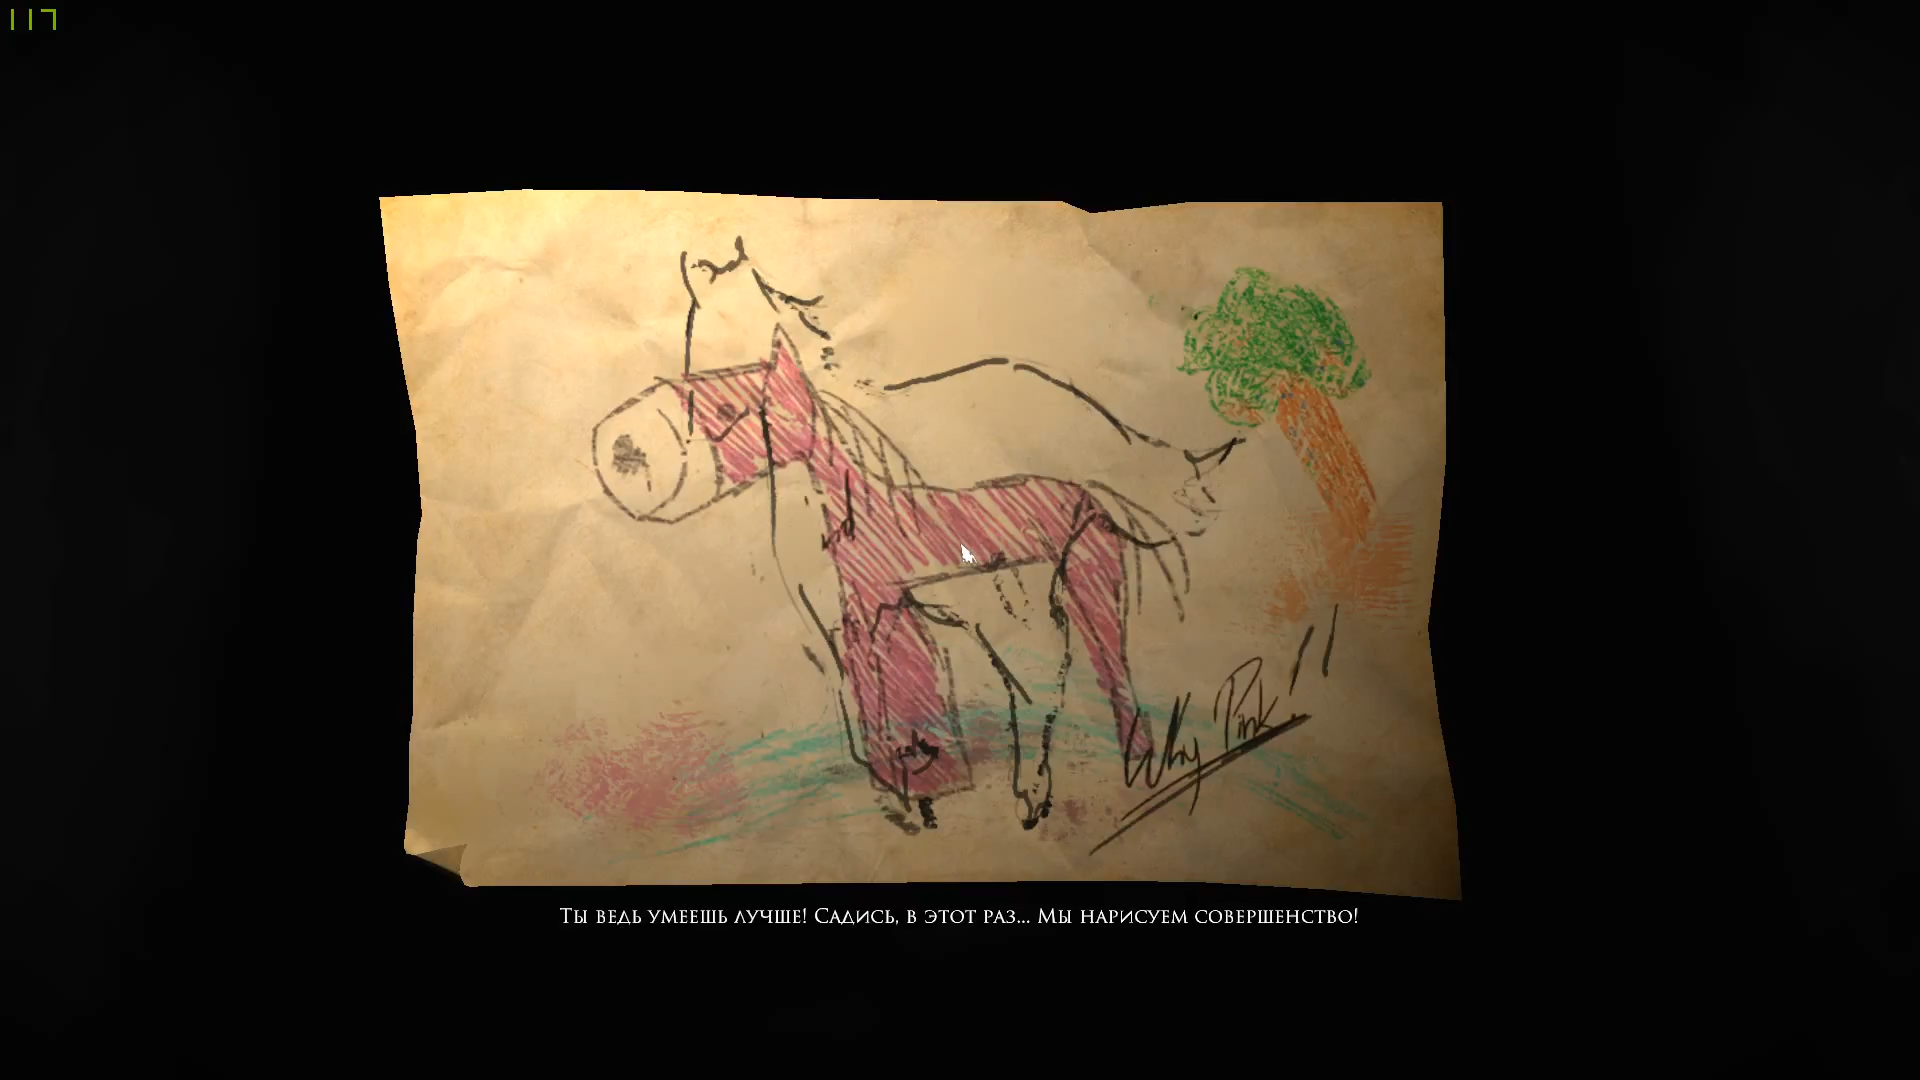 117
Why Pink!!
Ты ведь умеешь лучше! Садись, в этот раз... Мы нарисуем совершенство!